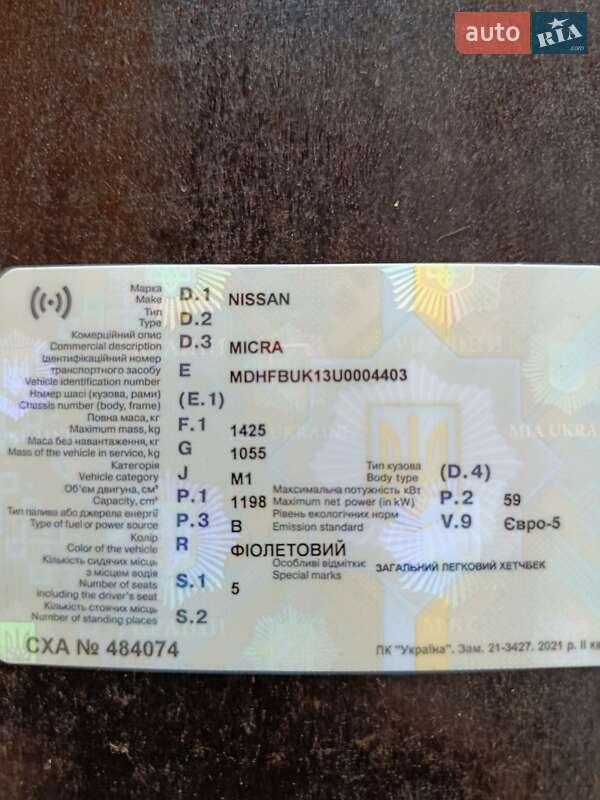 auto RIA .com
Марка D.1 NISSAN
Make
Тип D.2
Type
Комерційний опис D.3 MICRA
Commercial description
Ідентифікаційний номер E MDHFBUK13U0004403
транспортного засобу
Vehicle identification number
Номер шасі (кузова, рами) (E.1)
Chassis number (body, frame)
Повна маса, кг F.1 1425
Maximum mass, kg
Маса без навантаження, кг G 1055
Mass of the vehicle in service, kg
Категорія J M1 Тип кузова (D.4)
Vehicle category Body type
Об'єм двигуна, см³ P.1 1198 Максимальна потужність кВт P.2 59
Capacity, cm³ Maximum net power (in kW)
Тип палива або джерела енергії P.3 B Рівень екологічних норм V.9 Євро-5
Type of fuel or power source Emission standard
Колір R ФІОЛЕТОВИЙ
Color of the vehicle
Кількість сидячих місць S.1 5 Особливі відмітки: ЗАГАЛЬНИЙ ЛЕГКОВИЙ ХЕТЧБЕК
з місцем водія Special marks
Number of seats
including the driver's seat
Кількість стоячих місць S.2
Number of standing places
СХА № 484074 ПК "Україна". Зам. 21-3427. 2021 р. II кв
MIA UKRAINE